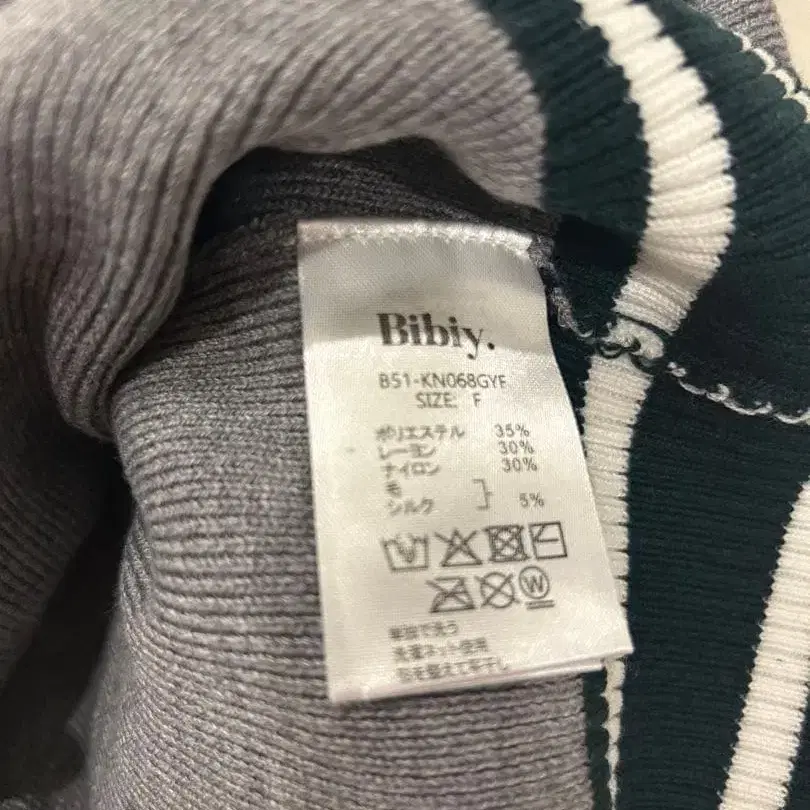 Bibiy.
B51-KN068GYF
SIZE: F
ポリエステル 35%
レーヨン 30%
ナイロン 30%
毛
シルク } 5%
W
単独で洗う
洗濯ネット使用
形を整えて平干し